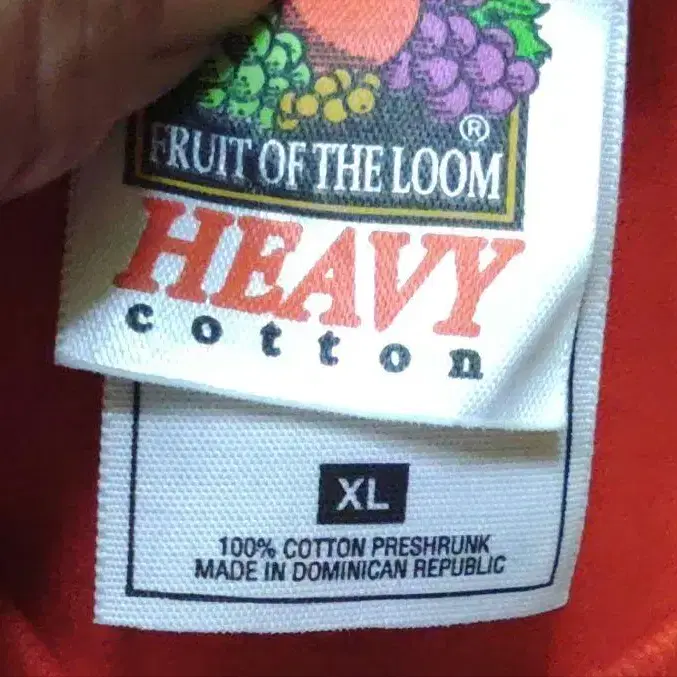 ®
FRUIT OF THE LOOM
HEAVY
cotton
XL
100% COTTON PRESHRUNK
MADE IN DOMINICAN REPUBLIC